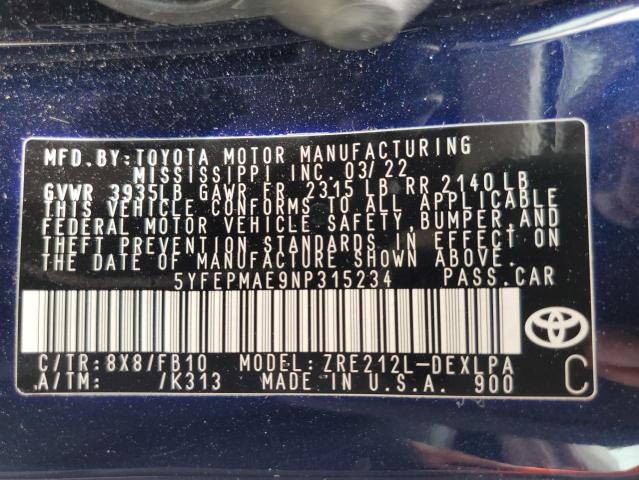 MFD.BY:TOYOTA MOTOR MANUFACTURING
MISSISSIPPI INC. 03/22
GVWR 3935LB GAWR FR 2315 LB RR 2140LB
THIS VEHICLE CONFORMS TO ALL APPLICABLE
FEDERAL MOTOR VEHICLE SAFETY,BUMPER,AND
THEFT PREVENTION STANDARDS IN EFFECT ON
THE DATE OF MANUFACTURE SHOWN ABOVE.
5YFEPMAE9NP315234 PASS.CAR
C/TR:8X8/FB10 MODEL:ZRE212L-DEXLPA
A/TM: /K313 MADE IN U.S.A. 900 C